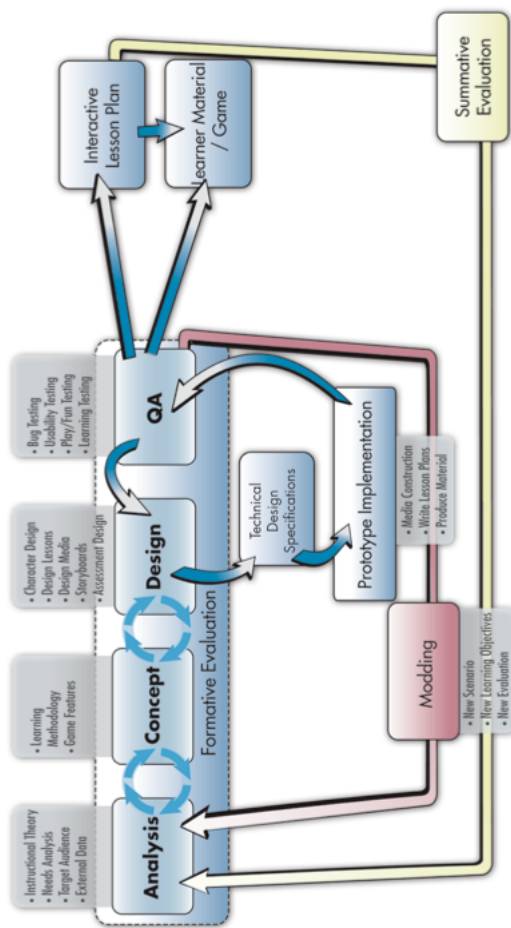 • Instructional Theory
• Needs Analysis
• Target Audience
• External Data
• Learning
Methodology
• Game Features
• Character Design
• Design Lessons
• Design Media
• Storyboards
• Assessment Design
• Bug Testing
• Usability Testing
• Play/Fun Testing
• Learning Testing
Analysis
Concept
Design
QA
Formative Evaluation
Interactive
Lesson Plan
Learner Material
/ Game
Technical
Design
Specifications
Prototype Implementation
• Media Construction
• Write Lesson Plans
• Produce Material
Modding
• New Scenario
• New Learning Objectives
• New Evaluation
Summative
Evaluation